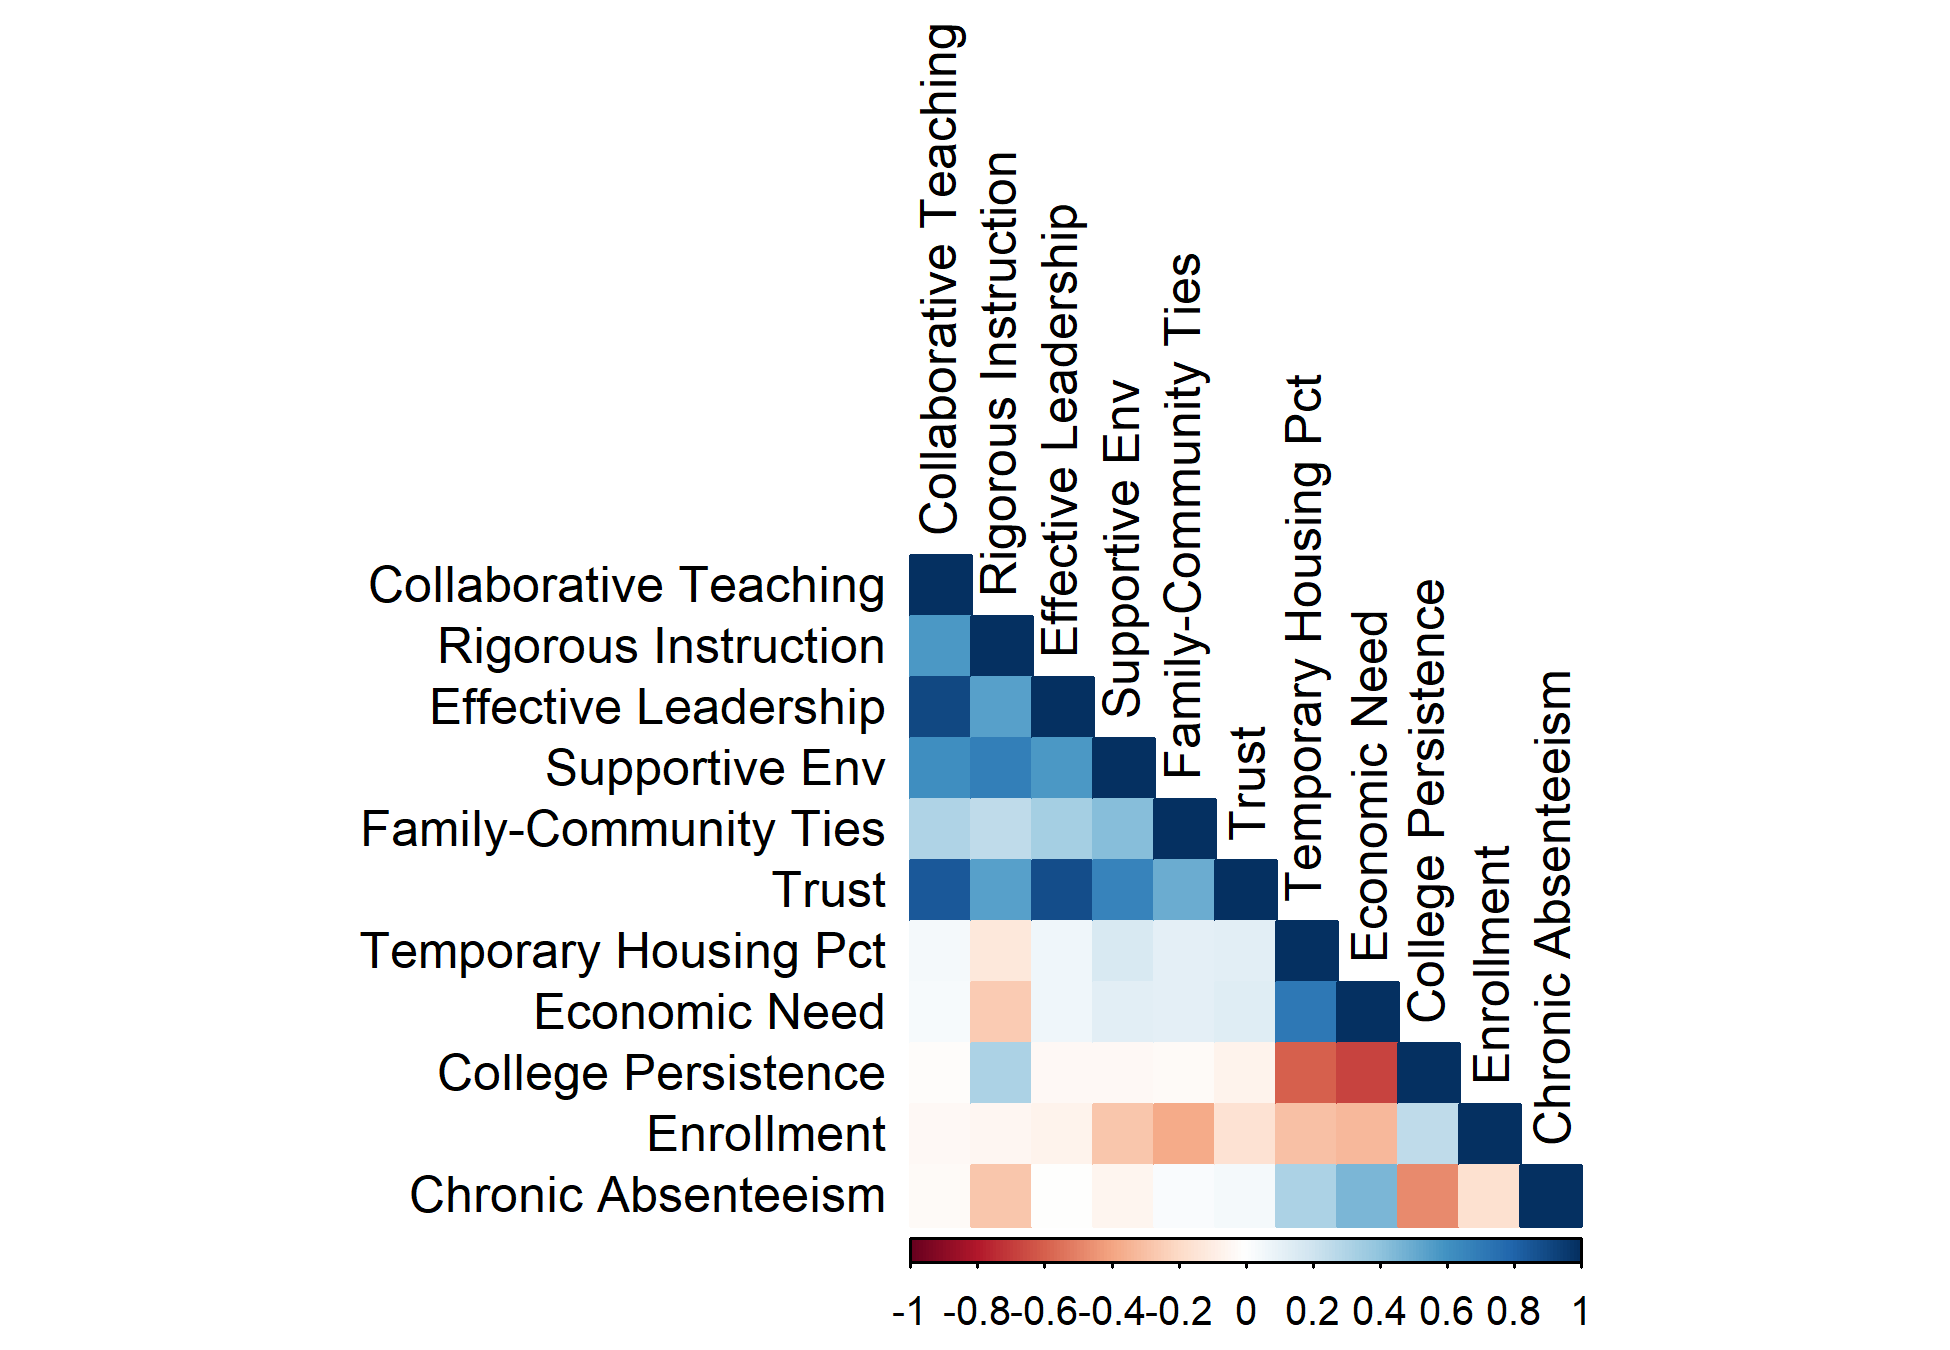 Collaborative Teaching
Rigorous Instruction
Effective Leadership
Supportive Env
Family-Community Ties
Trust
Temporary Housing Pct
Economic Need
College Persistence
Enrollment
Chronic Absenteeism
Collaborative Teaching
Rigorous Instruction
Effective Leadership
Supportive Env
Family-Community Ties
Trust
Temporary Housing Pct
Economic Need
College Persistence
Enrollment
Chronic Absenteeism
-1 -0.8 -0.6 -0.4 -0.2 0 0.2 0.4 0.6 0.8 1